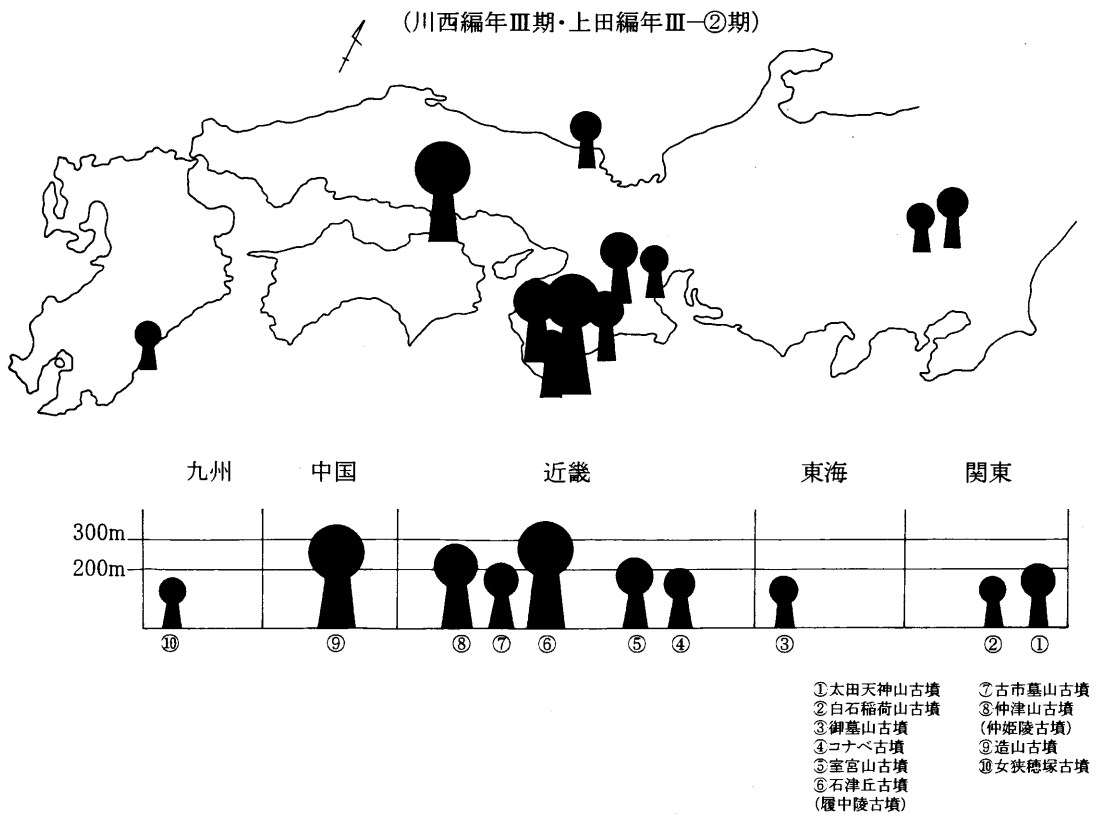 (川西編年Ⅲ期・上田編年Ⅲ―②期)
九州 中国 近畿 東海 関東
300m
200m
⑩ ⑨ ⑧ ⑦ ⑥ ⑤ ④ ③ ② ①
①太田天神山古墳
②白石稲荷山古墳
③御墓山古墳
④コナベ古墳
⑤室宮山古墳
⑥石津丘古墳
(履中陵古墳)
⑦古市墓山古墳
⑧仲津山古墳
(仲姫陵古墳)
⑨造山古墳
⑩女狭穂塚古墳